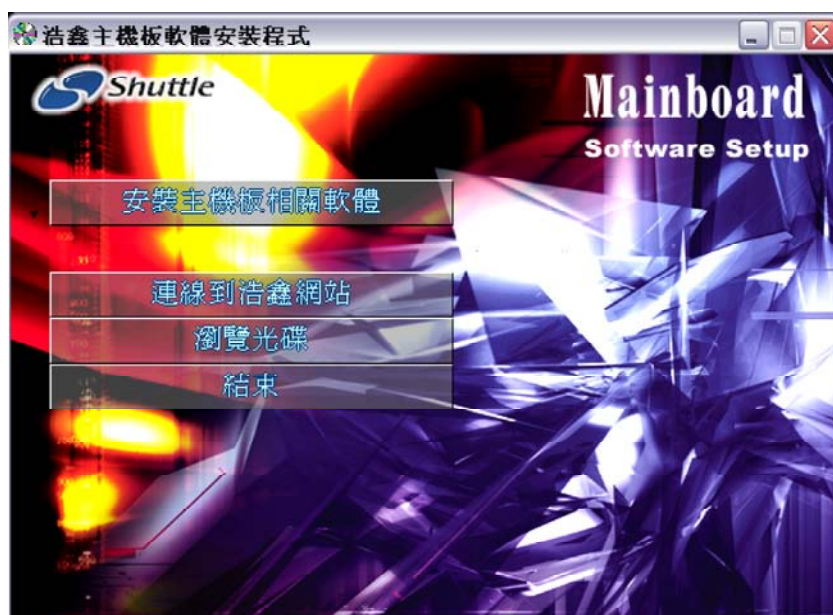 浩鑫主機板軟體安裝程式
Shuttle
Mainboard
Software Setup
安裝主機板相關軟體
連線到浩鑫網站
瀏覽光碟
結束